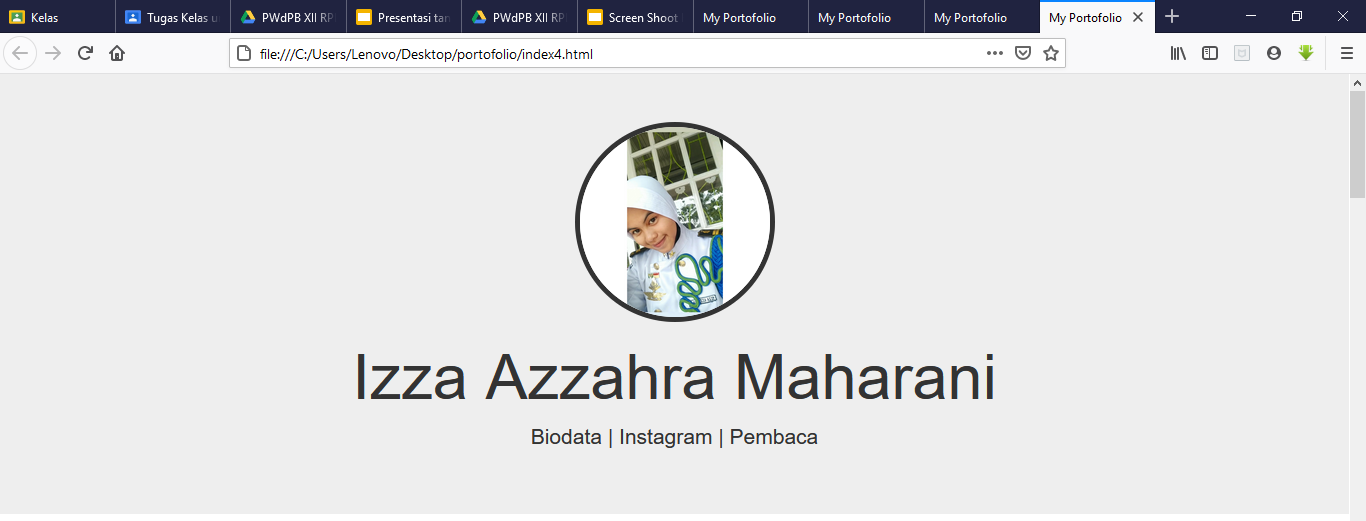 Kelas
Tugas Kelas u
PWdPB XII RP
Presentasi tan
PWdPB XII RP
Screen Shoot
My Portofolio
My Portofolio
My Portofolio
My Portofolio
file:///C:/Users/Lenovo/Desktop/portofolio/index4.html
Izza Azzahra Maharani
Biodata | Instagram | Pembaca